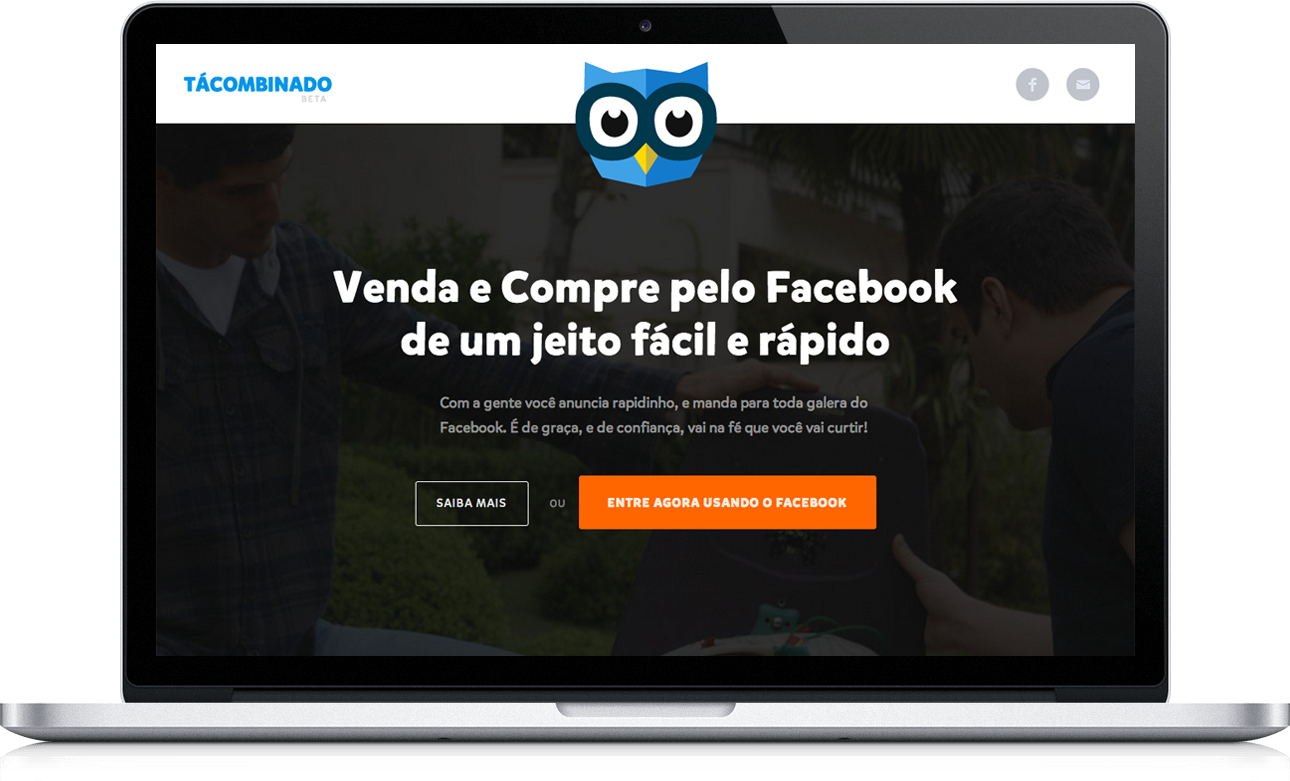 TÁCOMBINADO
BETA
Venda e Compre pelo Facebook
de um jeito fácil e rápido
Com a gente você anuncia rapidinho, e manda para toda galera do
Facebook. É de graça, e de confiança, vai na fé que você vai curtir!
SAIBA MAIS
OU
ENTRE AGORA USANDO O FACEBOOK